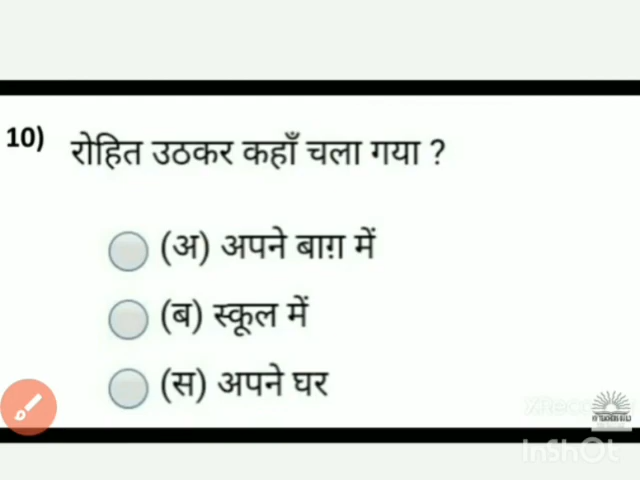 10) रोहित उठकर कहाँ चला गया ?
(अ) अपने बाग़ में
(ब) स्कूल में
(स) अपने घर
InShOt